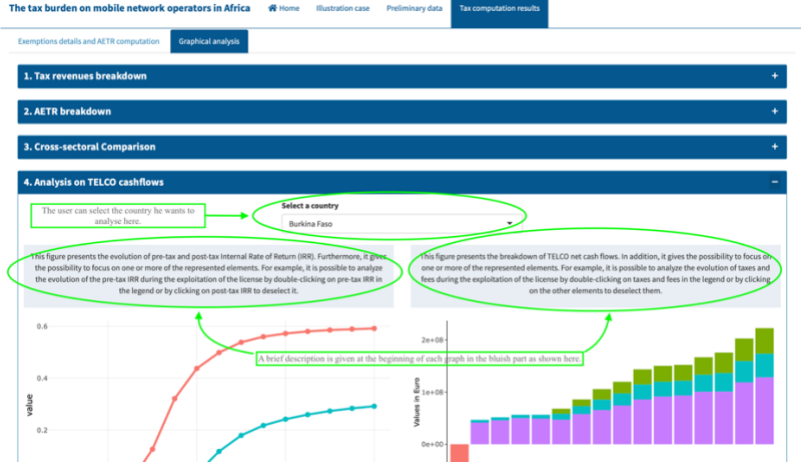 The tax burden on mobile network operators in Africa
Home
Illustration case
Preliminary data
Tax computation results
Exemptions details and AETR computation
Graphical analysis
1. Tax revenues breakdown
+
2. AETR breakdown
+
3. Cross-sectoral Comparison
+
4. Analysis on TELCO cashflows
−
The user can select the country he wants to
analyse here.
Select a country
Burkina Faso
This figure presents the evolution of pre-tax and post-tax Internal Rate of Return (IRR). Furthermore, it gives
the possibility to focus on one or more of the represented elements. For example, it is possible to analyze
the evolution of the pre-tax IRR during the exploitation of the license by double-clicking on pre-tax IRR in
the legend or by clicking on post-tax IRR to deselect it.
This figure presents the breakdown of TELCO net cash flows. In addition, it gives the possibility to focus on
one or more of the represented elements. For example, it is possible to analyze the evolution of taxes and
fees during the exploitation of the license by double-clicking on taxes and fees in the legend or by clicking
on the other elements to deselect them.
A brief description is given at the beginning of each graph in the bluish part as shown here.
0.6
0.4
0.2
value
2e+08
1e+08
0e+00
Values in Euro